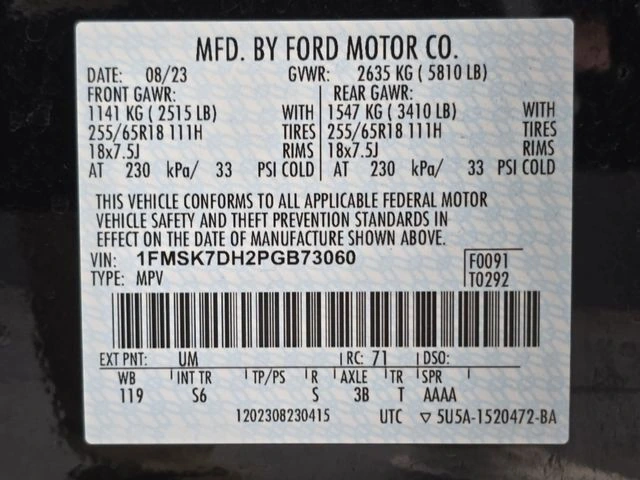 MFD. BY FORD MOTOR CO.
DATE: 08/23 GVWR: 2635 KG ( 5810 LB)
FRONT GAWR: REAR GAWR:
1141 KG ( 2515 LB) WITH 1547 KG ( 3410 LB) WITH
255/65R18 111H TIRES 255/65R18 111H TIRES
18x7.5J RIMS 18x7.5J RIMS
AT 230 kPa/ 33 PSI COLD AT 230 kPa/ 33 PSI COLD
THIS VEHICLE CONFORMS TO ALL APPLICABLE FEDERAL MOTOR
VEHICLE SAFETY AND THEFT PREVENTION STANDARDS IN
EFFECT ON THE DATE OF MANUFACTURE SHOWN ABOVE.
VIN: 1FMSK7DH2PGB73060 F0091
TYPE: MPV T0292
EXT PNT: UM RC: 71 DSO:
WB INT TR TP/PS R AXLE TR SPR
119 S6 S 3B T AAAA
1202308230415 UTC ▽ 5U5A-1520472-BA